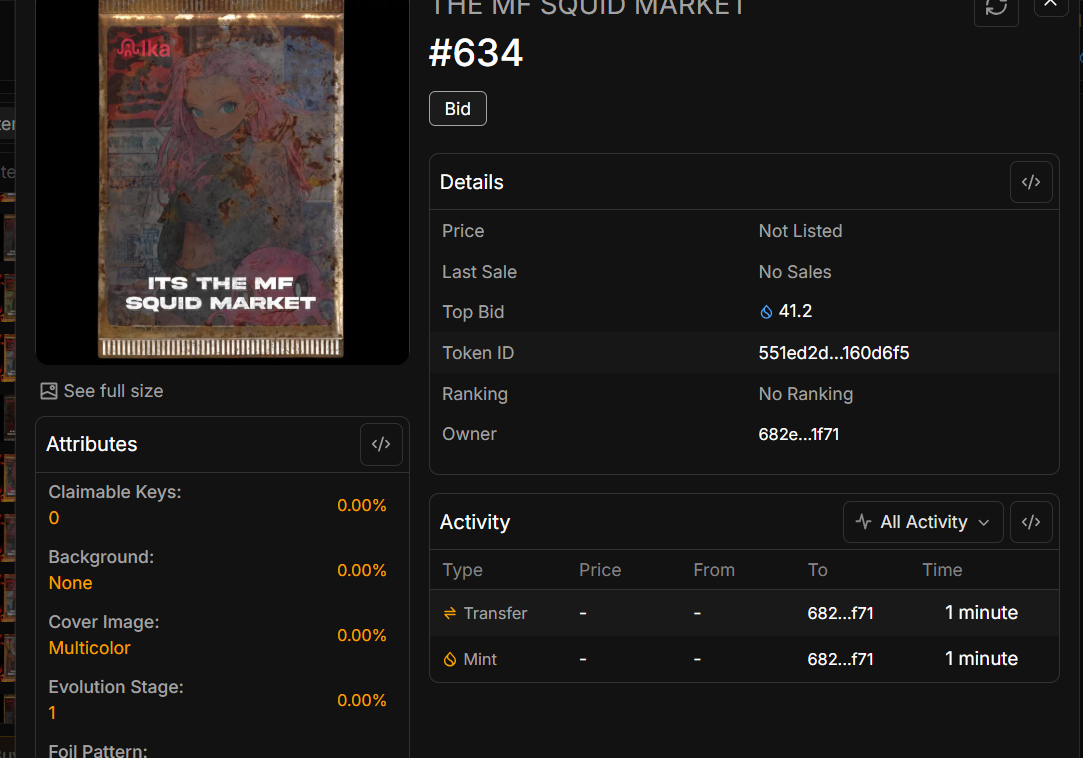 THE MF SQUID MARKET
#634
Bid
Ika
ITS THE MF
SQUID MARKET
See full size
Details
Price Not Listed
Last Sale No Sales
Top Bid 41.2
Token ID 551ed2d...160d6f5
Ranking No Ranking
Owner 682e...1f71
Attributes
Claimable Keys:
0
0.00%
Background:
None
0.00%
Cover Image:
Multicolor
0.00%
Evolution Stage:
1
0.00%
Foil Pattern:
Activity
All Activity
Type Price From To Time
Transfer - - 682...f71 1 minute
Mint - - 682...f71 1 minute